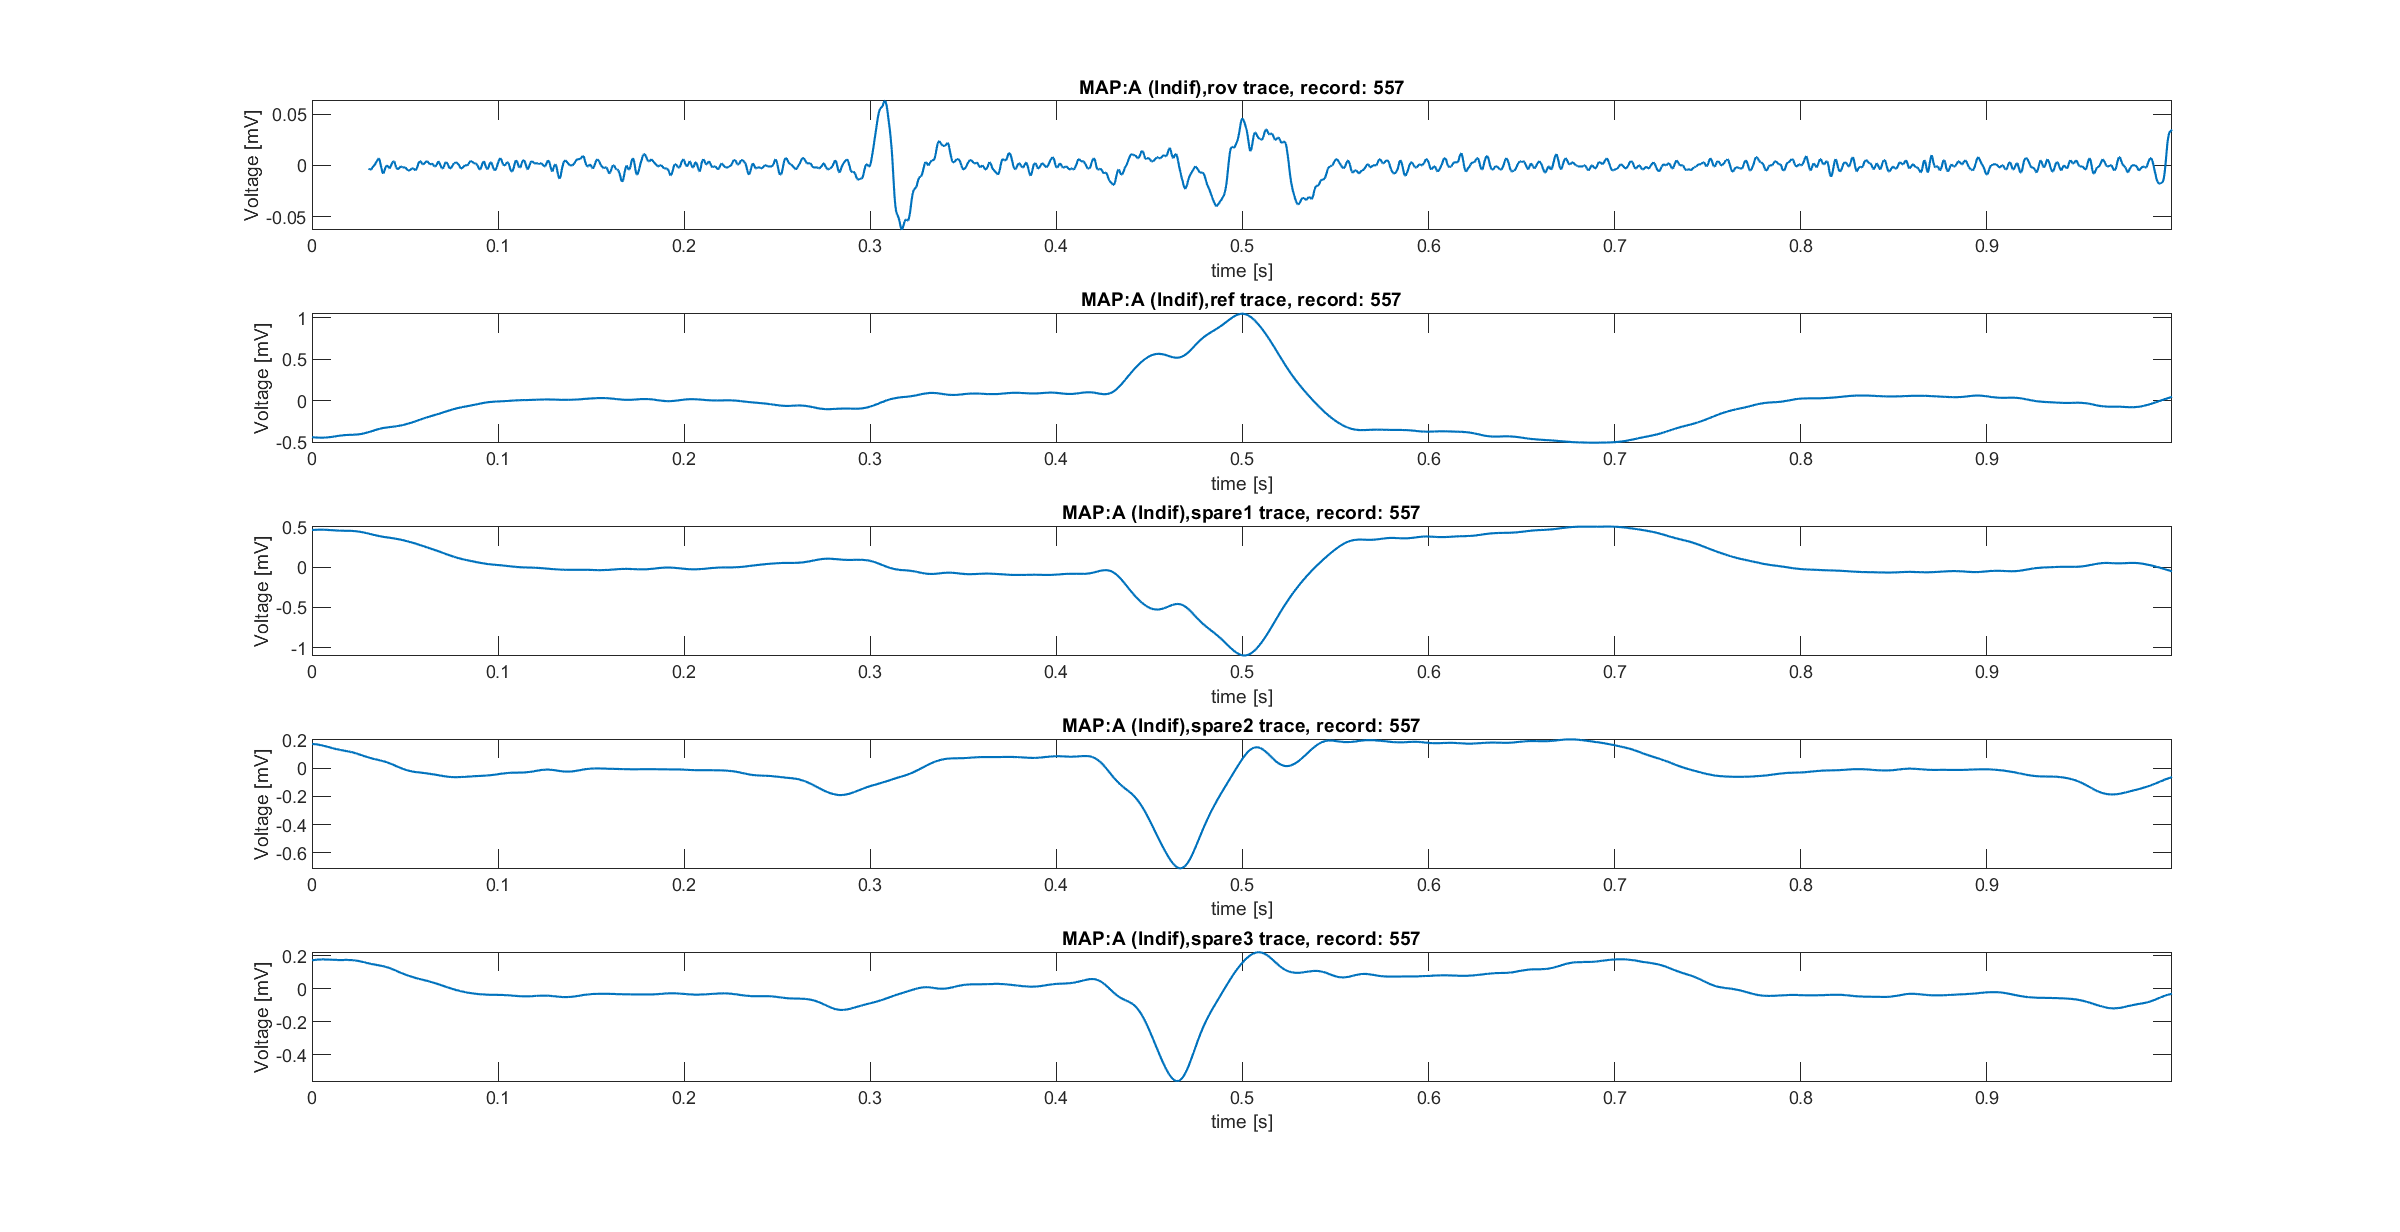 MAP:A (Indif),rov trace, record: 557
Voltage [mV]
0.05
0
-0.05
0 0.1 0.2 0.3 0.4 0.5 0.6 0.7 0.8 0.9
time [s]
MAP:A (Indif),ref trace, record: 557
Voltage [mV]
1
0.5
0
-0.5
0 0.1 0.2 0.3 0.4 0.5 0.6 0.7 0.8 0.9
time [s]
MAP:A (Indif),spare1 trace, record: 557
Voltage [mV]
0.5
0
-0.5
-1
0 0.1 0.2 0.3 0.4 0.5 0.6 0.7 0.8 0.9
time [s]
MAP:A (Indif),spare2 trace, record: 557
Voltage [mV]
0.2
0
-0.2
-0.4
-0.6
0 0.1 0.2 0.3 0.4 0.5 0.6 0.7 0.8 0.9
time [s]
MAP:A (Indif),spare3 trace, record: 557
Voltage [mV]
0.2
0
-0.2
-0.4
0 0.1 0.2 0.3 0.4 0.5 0.6 0.7 0.8 0.9
time [s]